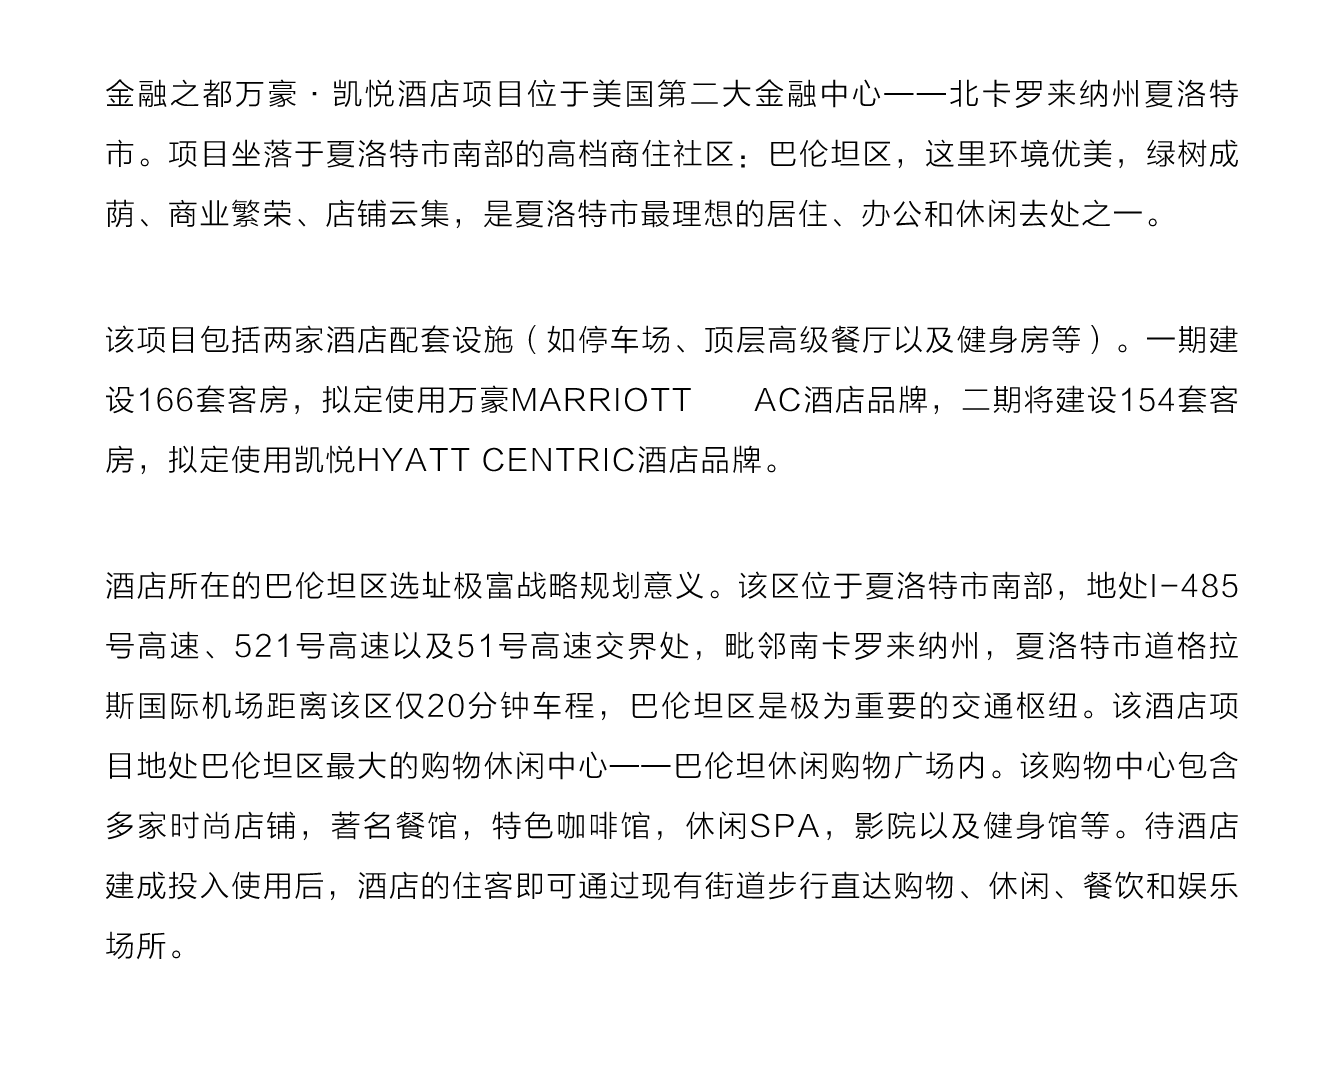 金融之都万豪·凯悦酒店项目位于美国第二大金融中心——北卡罗来纳州夏洛特
市。项目坐落于夏洛特市南部的高档商住社区：巴伦坦区，这里环境优美，绿树成
荫、商业繁荣、店铺云集，是夏洛特市最理想的居住、办公和休闲去处之一。
该项目包括两家酒店配套设施（如停车场、顶层高级餐厅以及健身房等）。一期建
设166套客房，拟定使用万豪MARRIOTT AC酒店品牌，二期将建设154套客
房，拟定使用凯悦HYATT CENTRIC酒店品牌。
酒店所在的巴伦坦区选址极富战略规划意义。该区位于夏洛特市南部，地处I-485
号高速、521号高速以及51号高速交界处，毗邻南卡罗来纳州，夏洛特市道格拉
斯国际机场距离该区仅20分钟车程，巴伦坦区是极为重要的交通枢纽。该酒店项
目地处巴伦坦区最大的购物休闲中心——巴伦坦休闲购物广场内。该购物中心包含
多家时尚店铺，著名餐馆，特色咖啡馆，休闲SPA，影院以及健身馆等。待酒店
建成投入使用后，酒店的住客即可通过现有街道步行直达购物、休闲、餐饮和娱乐
场所。